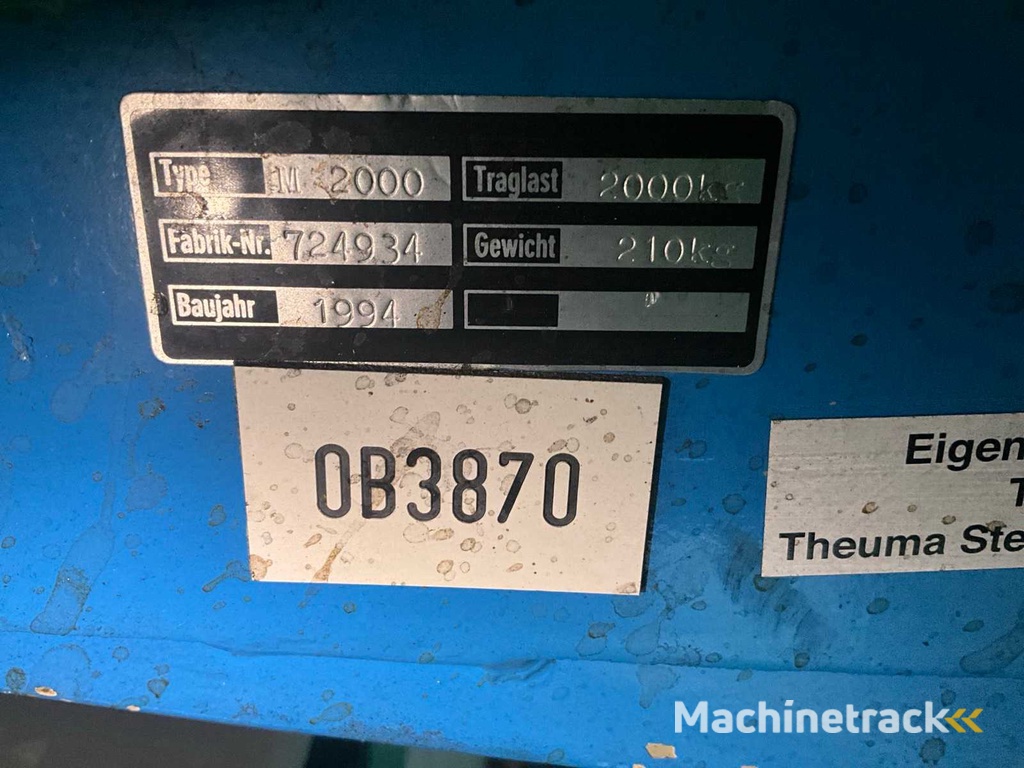 Type M 2000 Traglast 2000kg
Fabrik-Nr. 724934 Gewicht 210kg
Baujahr 1994
0B3870
Eigen
T
Theuma Ste
Machinetrack